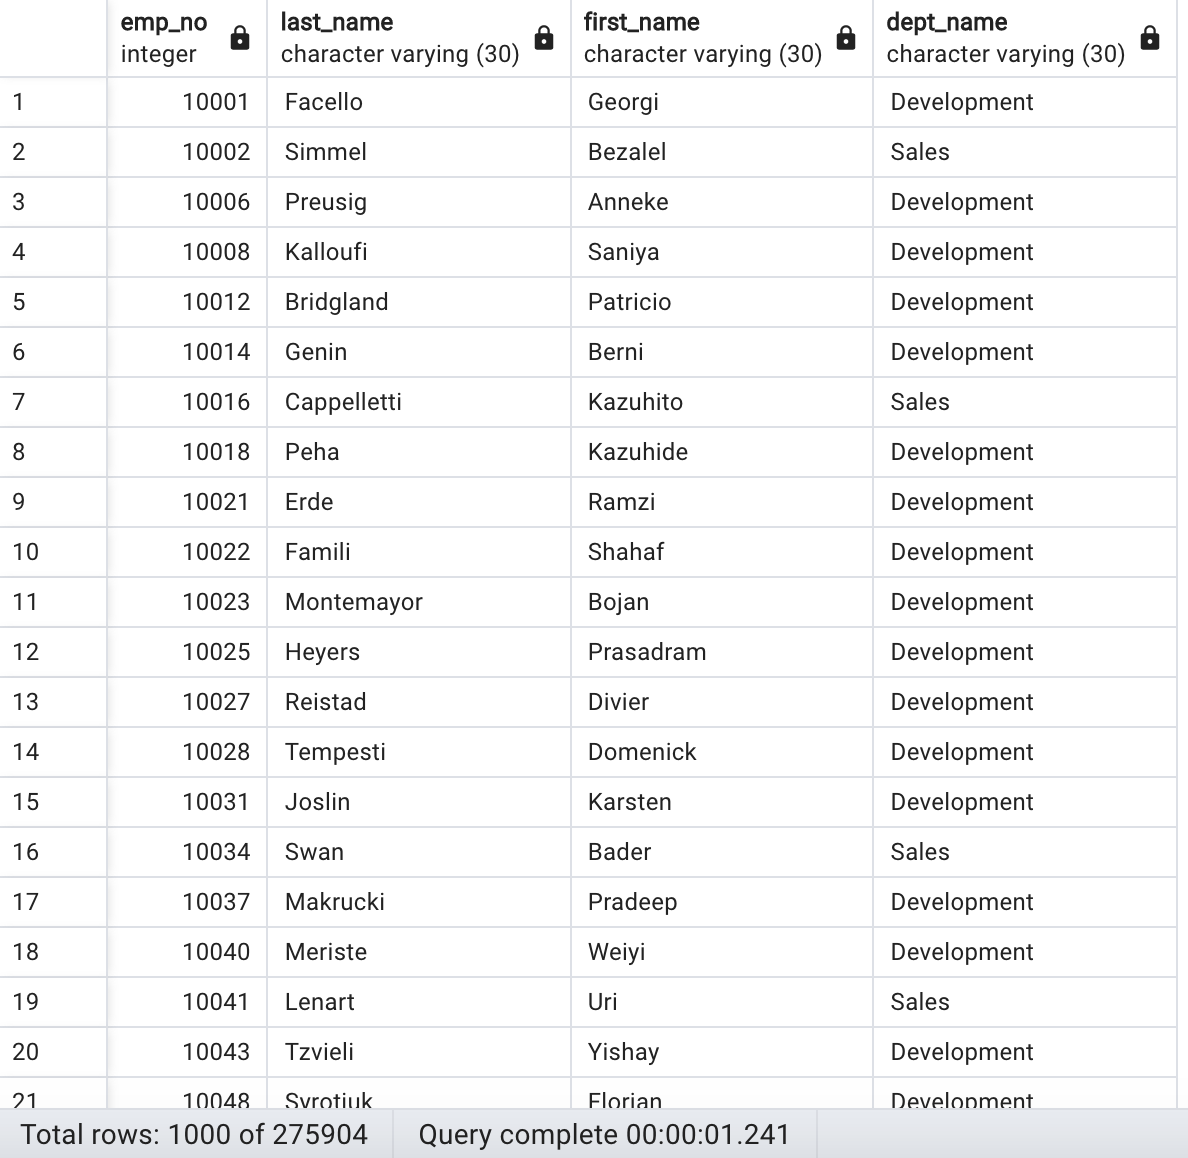 emp_no last_name first_name dept_name
integer character varying (30) character varying (30) character varying (30)
1 10001 Facello Georgi Development
2 10002 Simmel Bezalel Sales
3 10006 Preusig Anneke Development
4 10008 Kalloufi Saniya Development
5 10012 Bridgland Patricio Development
6 10014 Genin Berni Development
7 10016 Cappelletti Kazuhito Sales
8 10018 Peha Kazuhide Development
9 10021 Erde Ramzi Development
10 10022 Famili Shahaf Development
11 10023 Montemayor Bojan Development
12 10025 Heyers Prasadram Development
13 10027 Reistad Divier Development
14 10028 Tempesti Domenick Development
15 10031 Joslin Karsten Development
16 10034 Swan Bader Sales
17 10037 Makrucki Pradeep Development
18 10040 Meriste Weiyi Development
19 10041 Lenart Uri Sales
20 10043 Tzvieli Yishay Development
21 10048 Syrotiuk Florian Development
Total rows: 1000 of 275904 Query complete 00:00:01.241